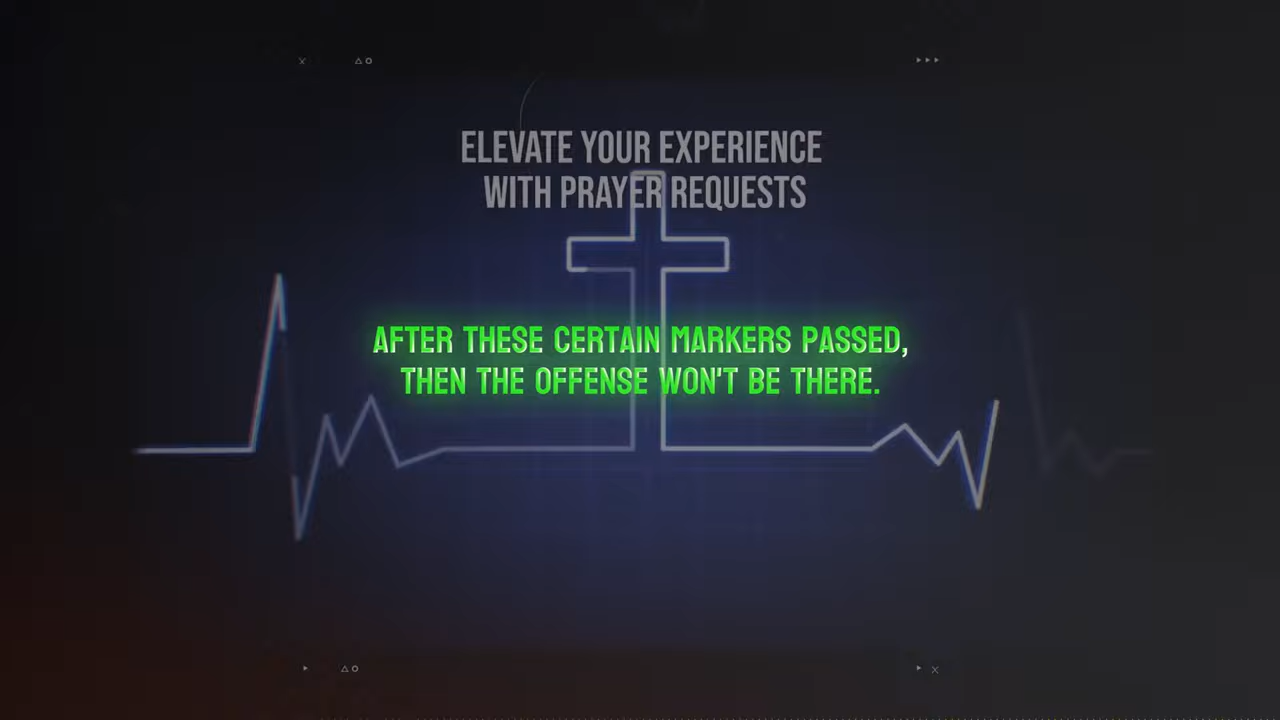 ELEVATE YOUR EXPERIENCE
WITH PRAYER REQUESTS
AFTER THESE CERTAIN MARKERS PASSED,
THEN THE OFFENSE WON'T BE THERE.